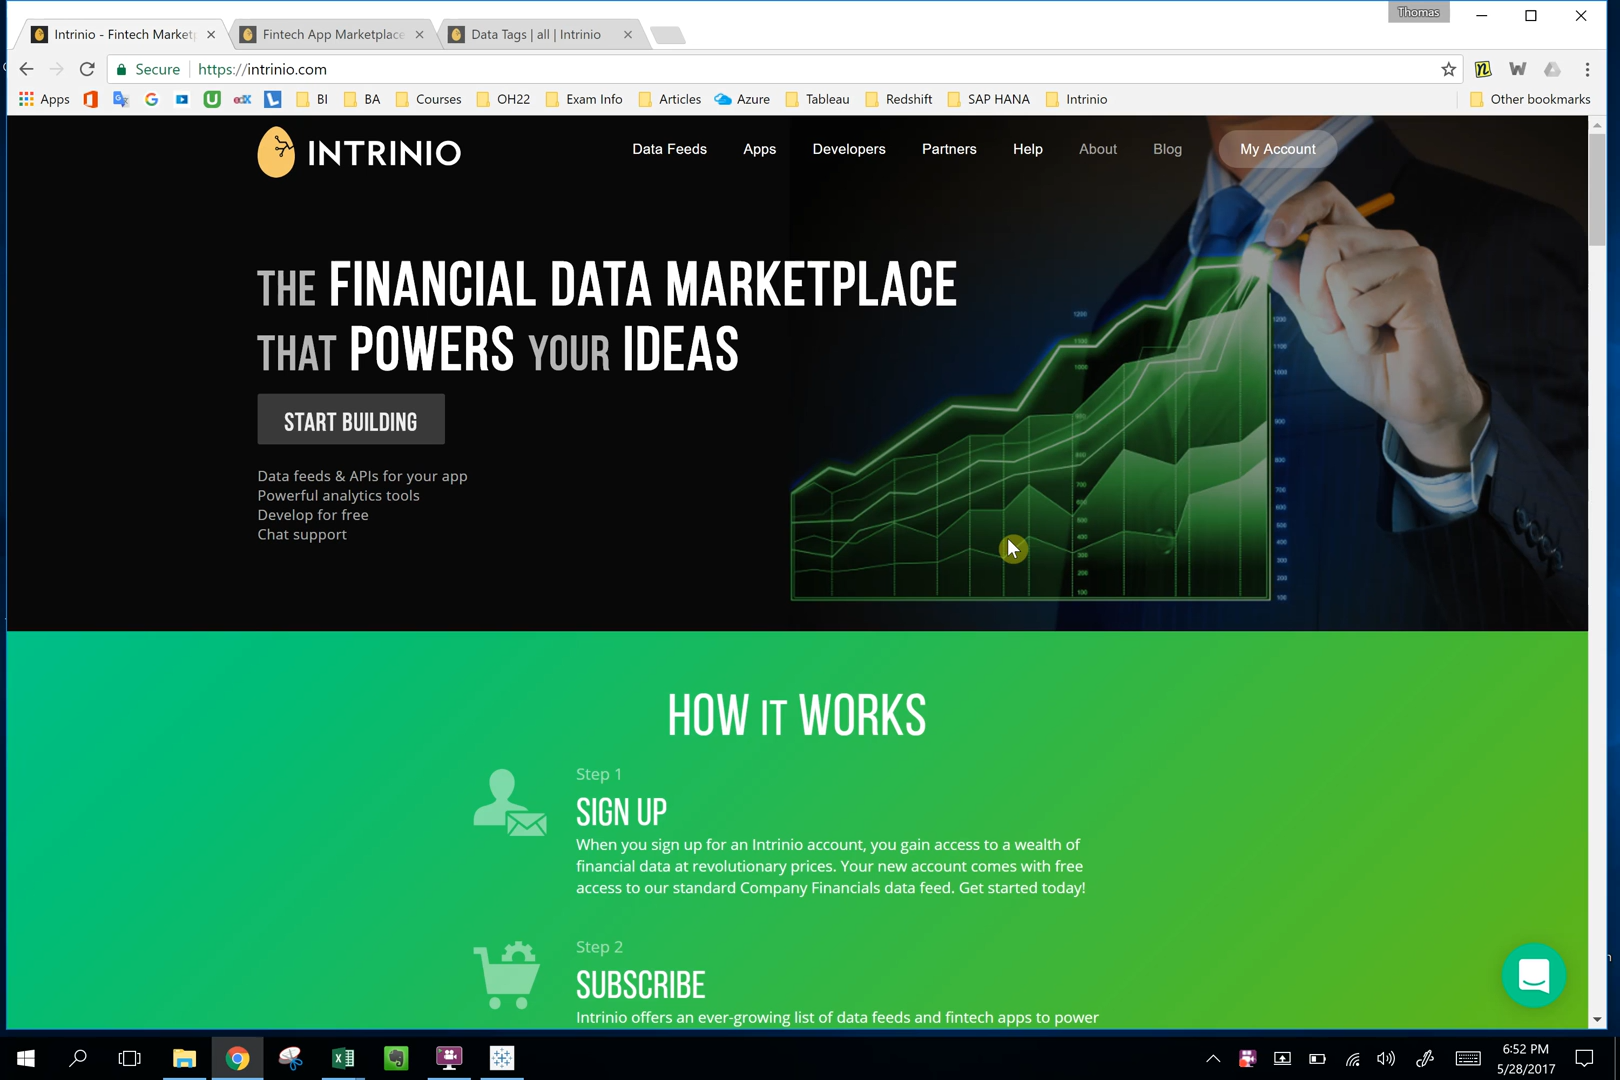 Thomas
Intrinio - Fintech Market
Fintech App Marketplace
Data Tags | all | Intrinio
Secure
https://intrinio.com
Apps
BI
BA
Courses
OH22
Exam Info
Articles
Azure
Tableau
Redshift
SAP HANA
Intrinio
Other bookmarks
INTRINIO
Data Feeds
Apps
Developers
Partners
Help
About
Blog
My Account
THE FINANCIAL DATA MARKETPLACE
THAT POWERS YOUR IDEAS
START BUILDING
Data feeds & APIs for your app
Powerful analytics tools
Develop for free
Chat support
HOW IT WORKS
Step 1
SIGN UP
When you sign up for an Intrinio account, you gain access to a wealth of
financial data at revolutionary prices. Your new account comes with free
access to our standard Company Financials data feed. Get started today!
Step 2
SUBSCRIBE
Intrinio offers an ever-growing list of data feeds and fintech apps to power
6:52 PM
5/28/2017